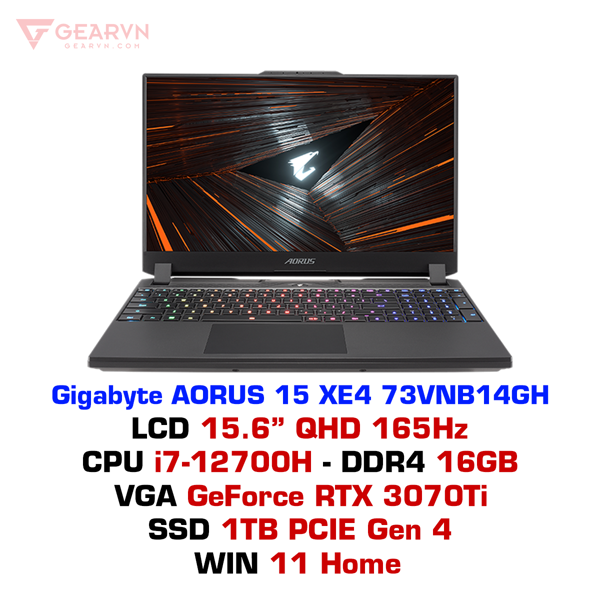 GEARVN
GEARVN.COM
AORUS
Gigabyte AORUS 15 XE4 73VNB14GH
LCD 15.6” QHD 165Hz
CPU i7-12700H - DDR4 16GB
VGA GeForce RTX 3070Ti
SSD 1TB PCIE Gen 4
WIN 11 Home